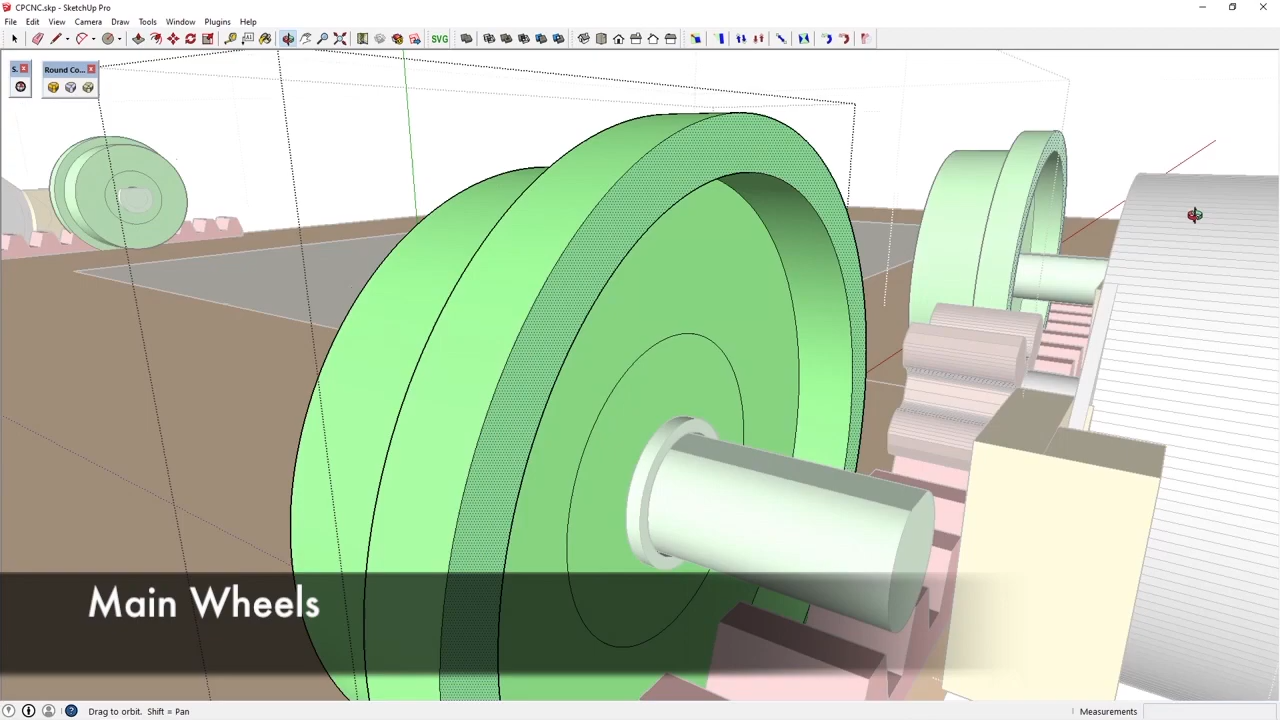 CPCNC.skp - SketchUp Pro
File Edit View Camera Draw Tools Window Plugins Help
SVG
S.. Round Co...
Main Wheels
Drag to orbit. Shift = Pan
Measurements